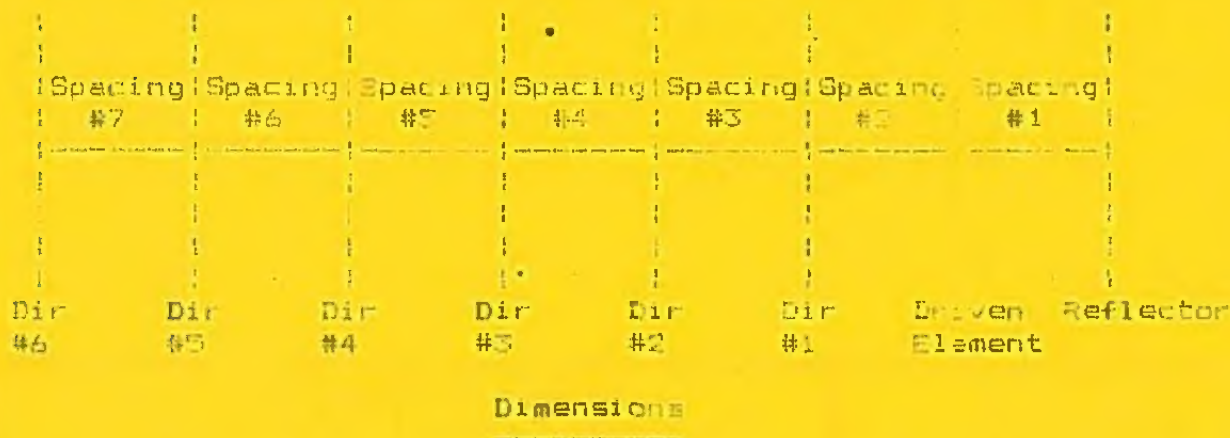 Spacing Spacing Spacing Spacing Spacing Spacing Spacing
#7 #6 #5 #4 #3 #2 #1
Dir Dir Dir Dir Dir Dir Driven Reflector
#6 #5 #4 #3 #2 #1 Element
Dimensions